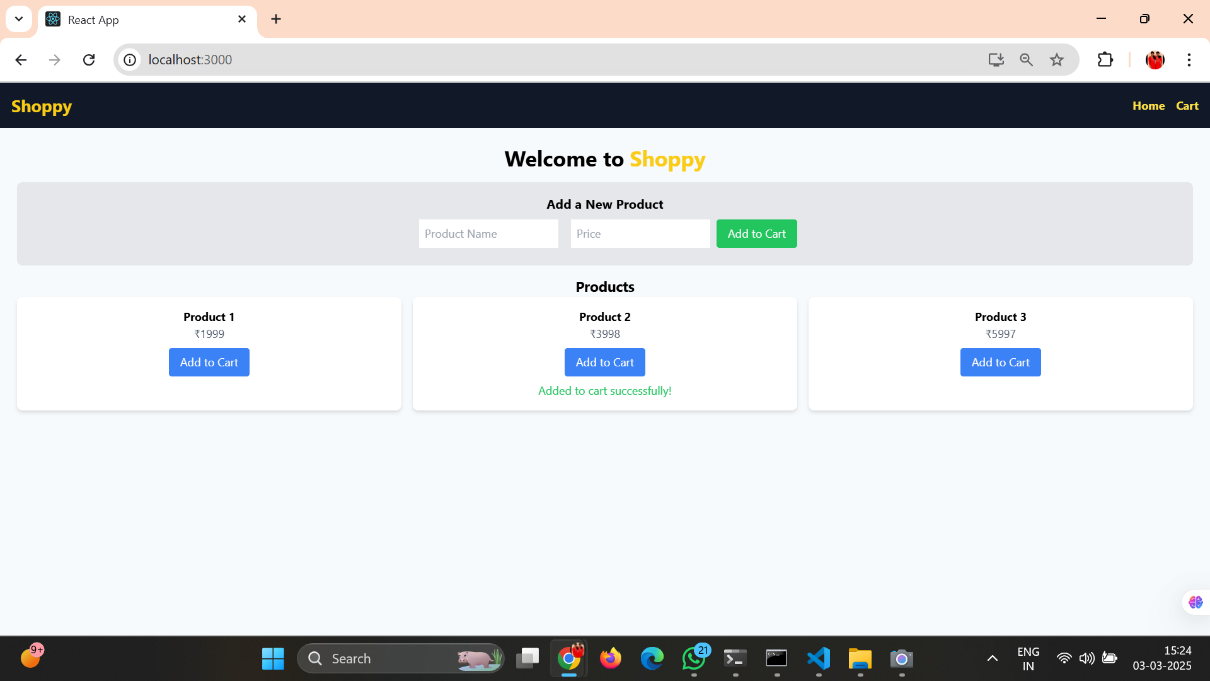 React App
localhost:3000
Shoppy
Home Cart
Welcome to Shoppy
Add a New Product
Product Name Price Add to Cart
Products
Product 1 Product 2 Product 3
₹1999 ₹3998 ₹5997
Add to Cart Add to Cart Add to Cart
Added to cart successfully!
9+
Search
21
ENG
IN
15:24
03-03-2025